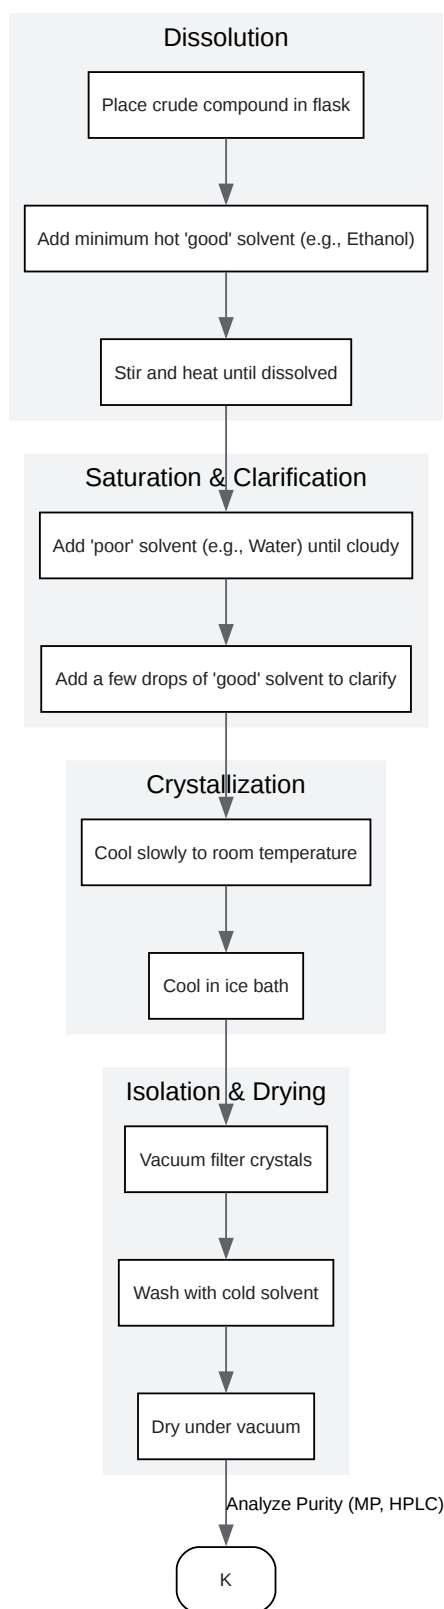 Dissolution
Place crude compound in flask
Add minimum hot 'good' solvent (e.g., Ethanol)
Stir and heat until dissolved
Saturation & Clarification
Add 'poor' solvent (e.g., Water) until cloudy
Add a few drops of 'good' solvent to clarify
Crystallization
Cool slowly to room temperature
Cool in ice bath
Isolation & Drying
Vacuum filter crystals
Wash with cold solvent
Dry under vacuum
Analyze Purity (MP, HPLC)
K